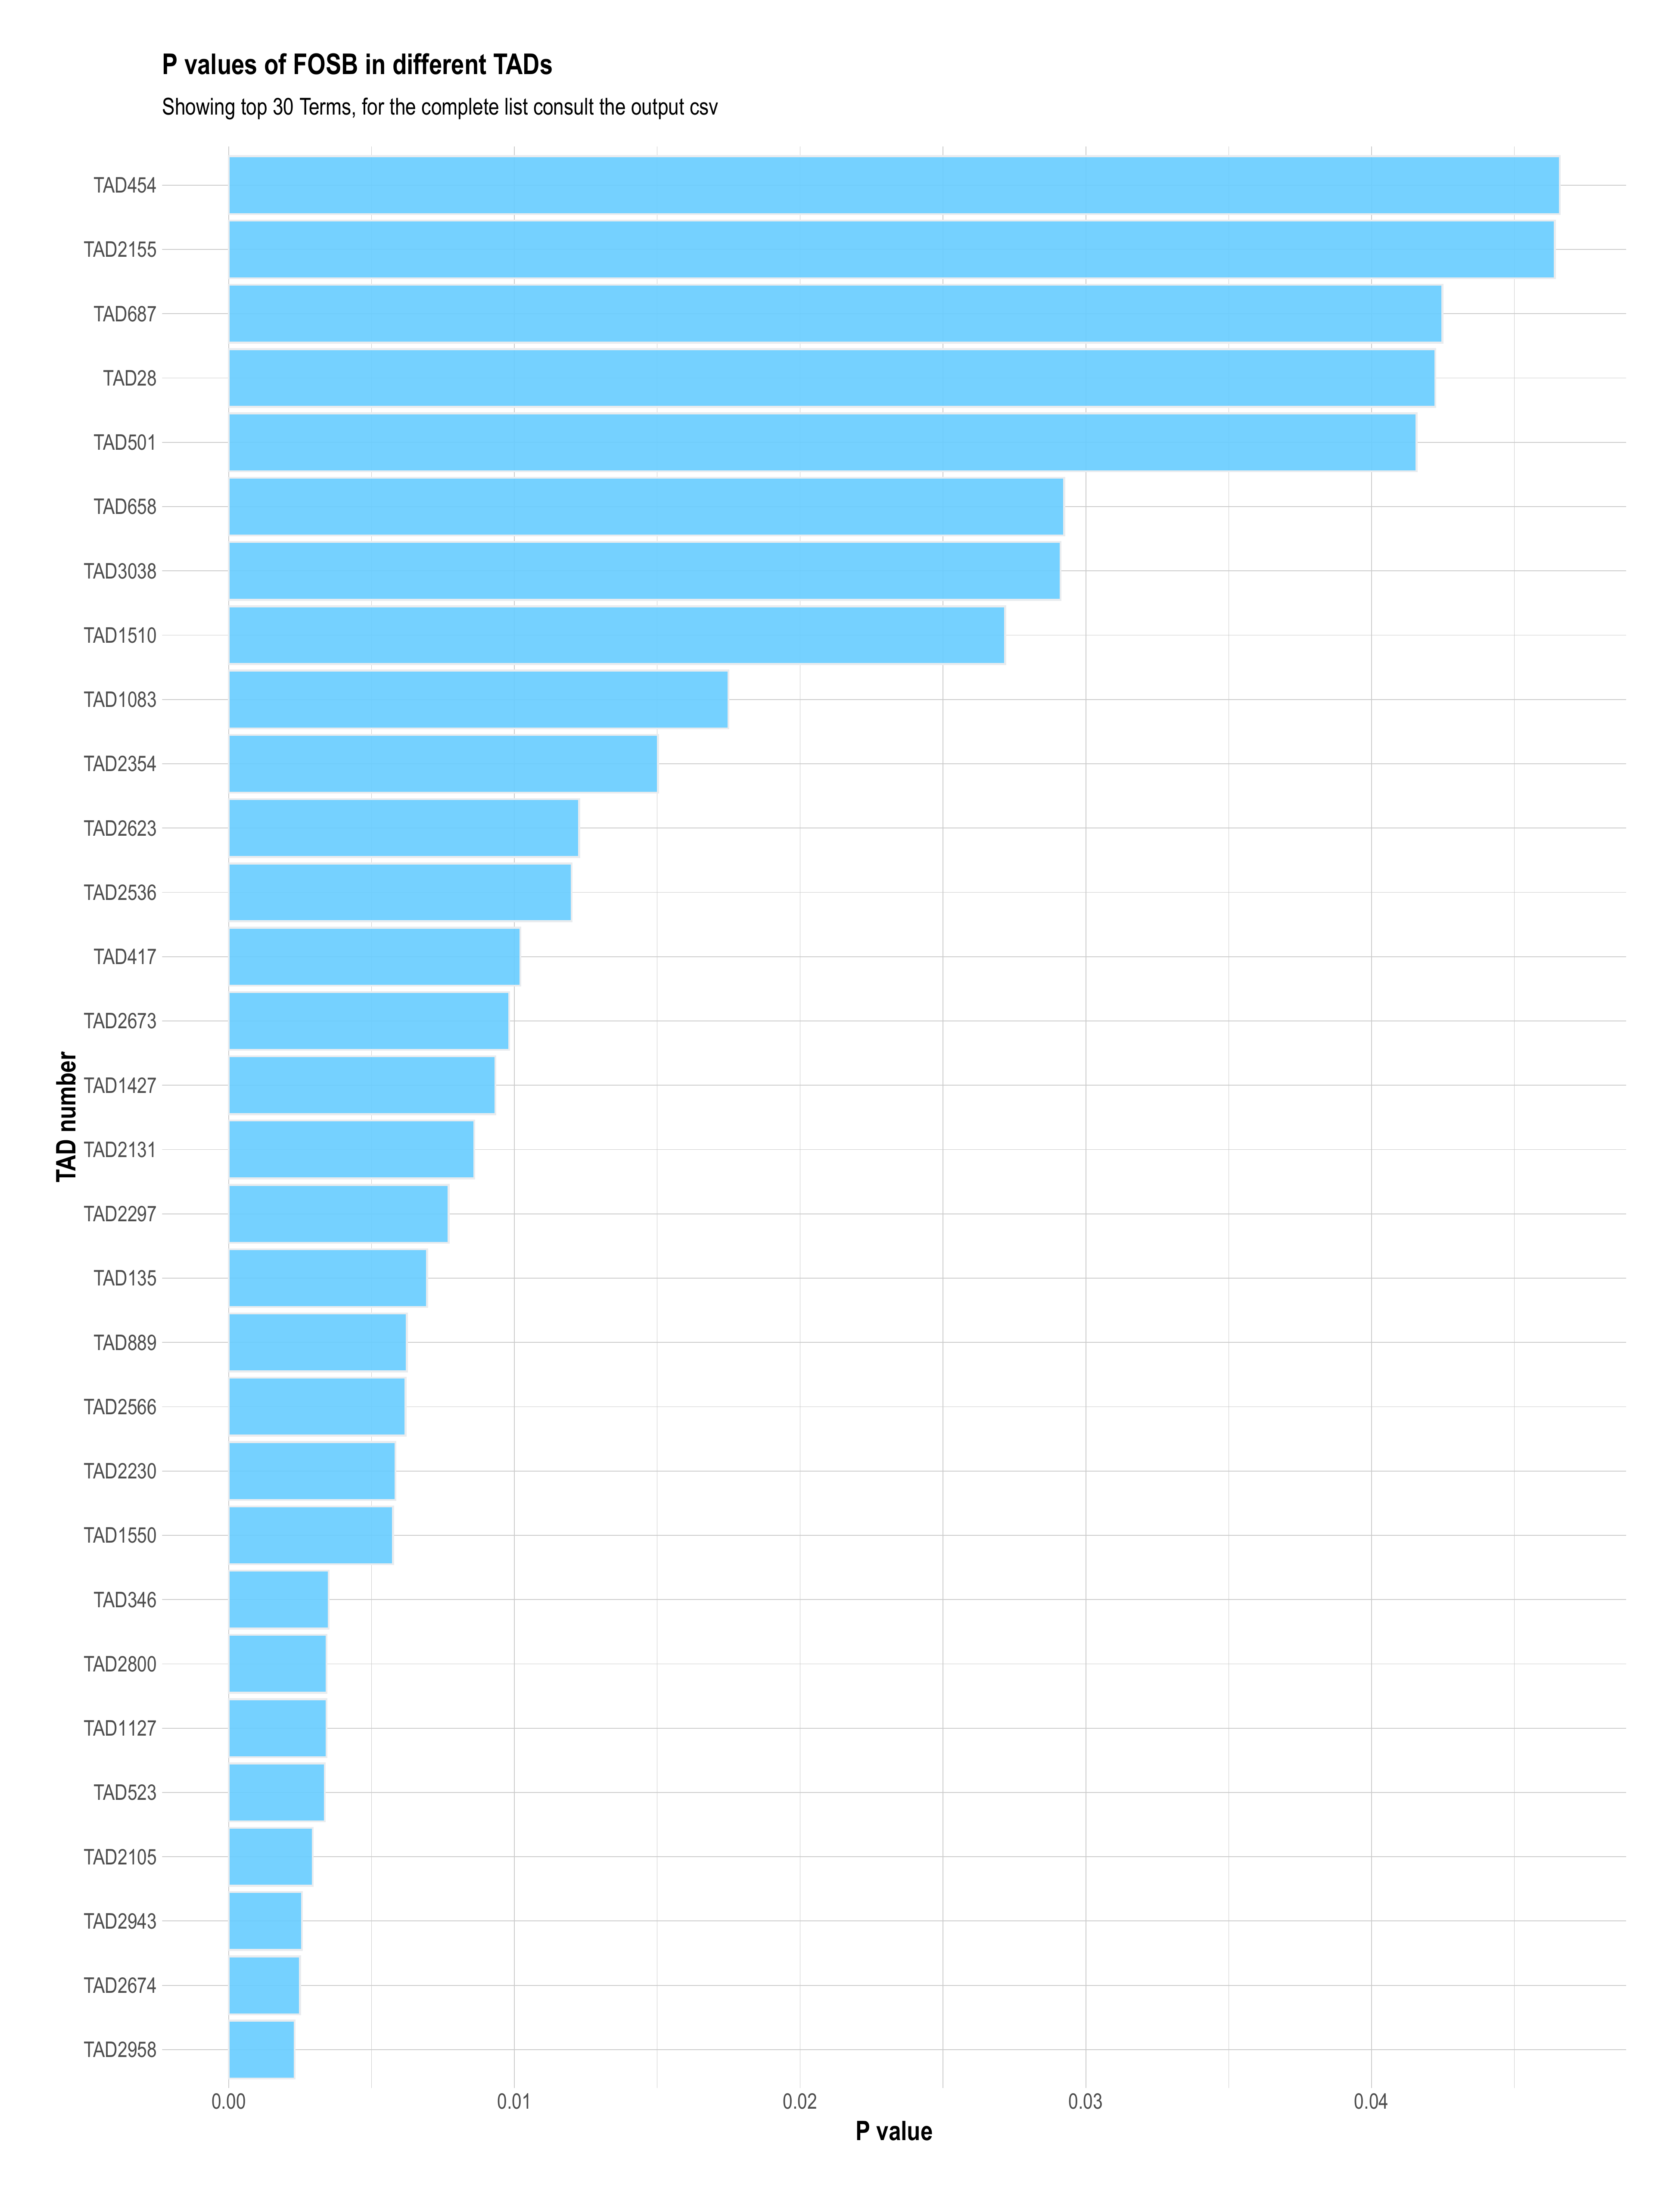 P values of FOSB in different TADs
Showing top 30 Terms, for the complete list consult the output csv
TAD number
TAD454
TAD2155
TAD687
TAD28
TAD501
TAD658
TAD3038
TAD1510
TAD1083
TAD2354
TAD2623
TAD2536
TAD417
TAD2673
TAD1427
TAD2131
TAD2297
TAD135
TAD889
TAD2566
TAD2230
TAD1550
TAD346
TAD2800
TAD1127
TAD523
TAD2105
TAD2943
TAD2674
TAD2958
0.00 0.01 0.02 0.03 0.04
P value